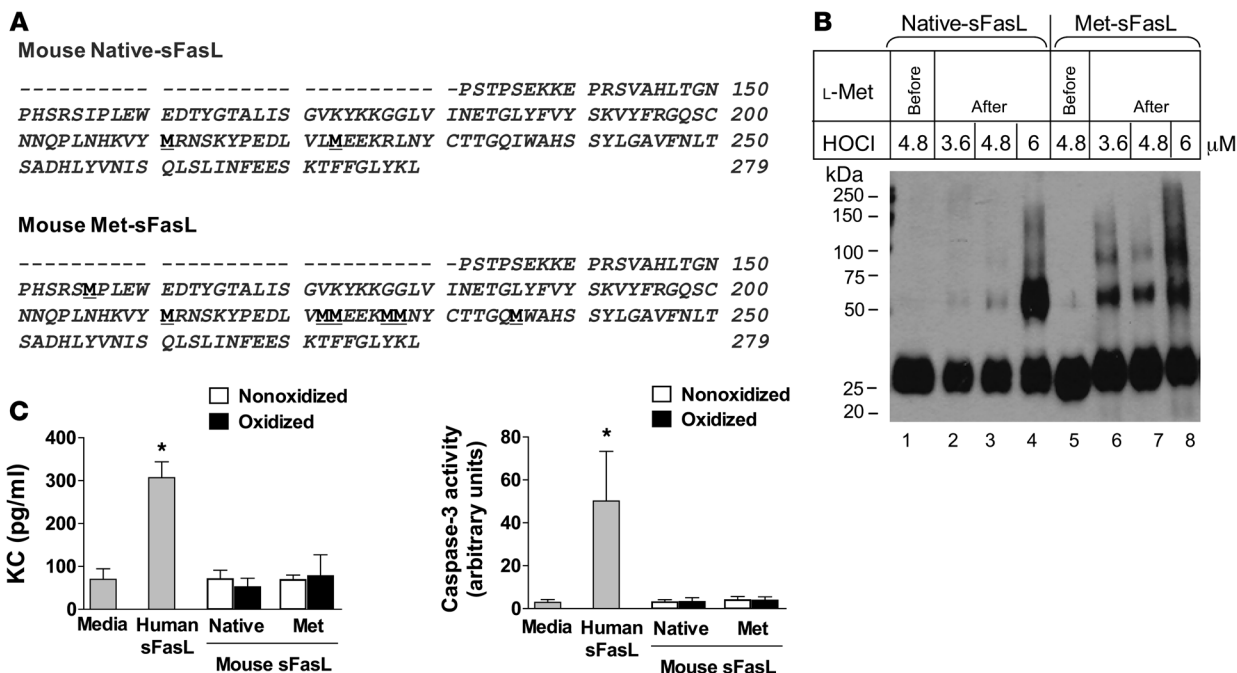 A
Mouse Native-sFasL
---------- ---------- ---------- ---------- -PSTPSEKKE PRSVAHLTGN 150
PHSRSIPLEW EDTYGTALIS GVKYKKGGLV INETGLYFVY SKVYFRGQSC 200
NNQPLNHKVY MRNSKYPEDL VLMEEKRLNY CTTGQIWAHS SYLGAVFNLT 250
SADHLYVNIS QLSLINFEES KTFFGLYKL 279
Mouse Met-sFasL
---------- ---------- ---------- ---------- -PSTPSEKKE PRSVAHLTGN 150
PHSRSMPLEW EDTYGTALIS GVKYKKGGLV INETGLYFVY SKVYFRGQSC 200
NNQPLNHKVY MRNSKYPEDL VMMEEKMMNY CTTGQMWAHS SYLGAVFNLT 250
SADHLYVNIS QLSLINFEES KTFFGLYKL 279
B
Native-sFasL Met-sFasL
L-Met Before After Before After
HOCl 4.8 3.6 4.8 6 4.8 3.6 4.8 6 μM
kDa
250
150
100
75
50
25
20
1 2 3 4 5 6 7 8
C
Nonoxidized
Oxidized
KC (pg/ml)
400
300
200
100
0
*
Media Human sFasL Native Met
Mouse sFasL
Nonoxidized
Oxidized
Caspase-3 activity
(arbitrary units)
80
60
40
20
0
*
Media Human sFasL Native Met
Mouse sFasL